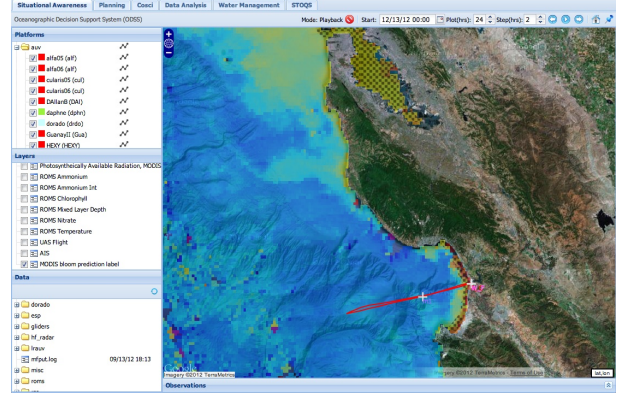 Situational Awareness Planning Cosci Data Analysis Water Management STOQS
Oceanographic Decision Support System (ODSS) Mode: Playback Start: 12/13/12 00:00 Plot(hrs): 24 Step(hrs): 2
Platforms
auv
alfa05 (alf)
alfa06 (alf)
cularis05 (cul)
cularis06 (cul)
DAllanB (DAI)
daphne (dphn)
dorado (drdo)
GuanayII (Gua)
HEXY (HEXY)
Layers
Photosyntheically Available Radiation, MODIS
ROMS Ammonium
ROMS Ammonium Int
ROMS Chlorophyll
ROMS Mixed Layer Depth
ROMS Nitrate
ROMS Temperature
UAS Flight
AIS
MODIS bloom prediction label
Data
dorado
esp
gliders
hf_radar
lrauv
mfput.log 09/13/12 18:13
misc
roms
Imagery ©2012 TerraMetrics
Imagery ©2012 TerraMetrics - Terms of Use
lat,lon
Observations